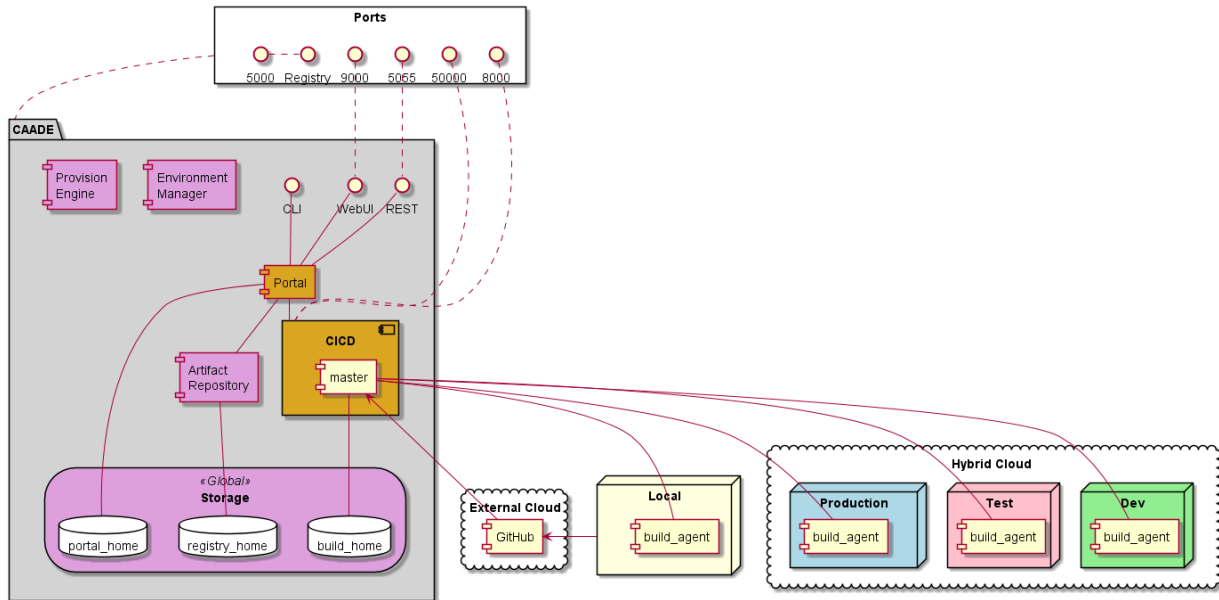 Ports
5000
Registry
9000
5055
50000
8000
CAADE
Provision
Engine
Environment
Manager
CLI
WebUI
REST
Portal
CICD
master
Artifact
Repository
«Global»
Storage
portal_home
registry_home
build_home
External Cloud
GitHub
Local
build_agent
Hybrid Cloud
Production
build_agent
Test
build_agent
Dev
build_agent